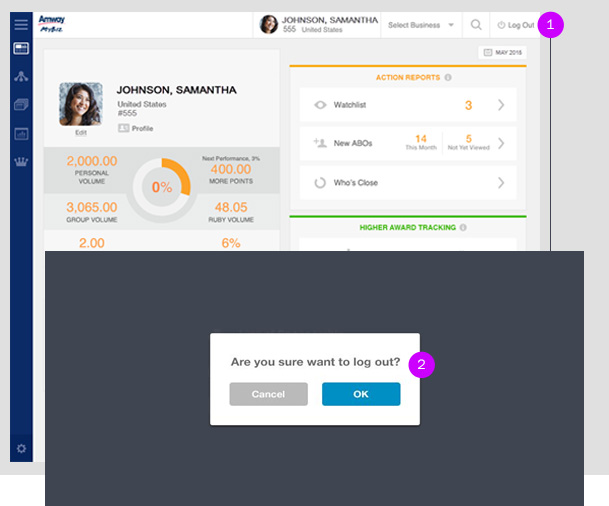 Amway
MyBiz
JOHNSON, SAMANTHA
555 United States
Select Business
Log Out
1
MAY 2016
JOHNSON, SAMANTHA
United States
#555
Edit
Profile
ACTION REPORTS
Watchlist 3
New ABOs
14
This Month
5
Not Yet Viewed
Who's Close
2,000.00
PERSONAL
VOLUME
0%
Next Performance, 3%
400.00
MORE POINTS
3,065.00
GROUP VOLUME
48.05
RUBY VOLUME
2.00
6%
HIGHER AWARD TRACKING
Are you sure want to log out?
2
Cancel
OK